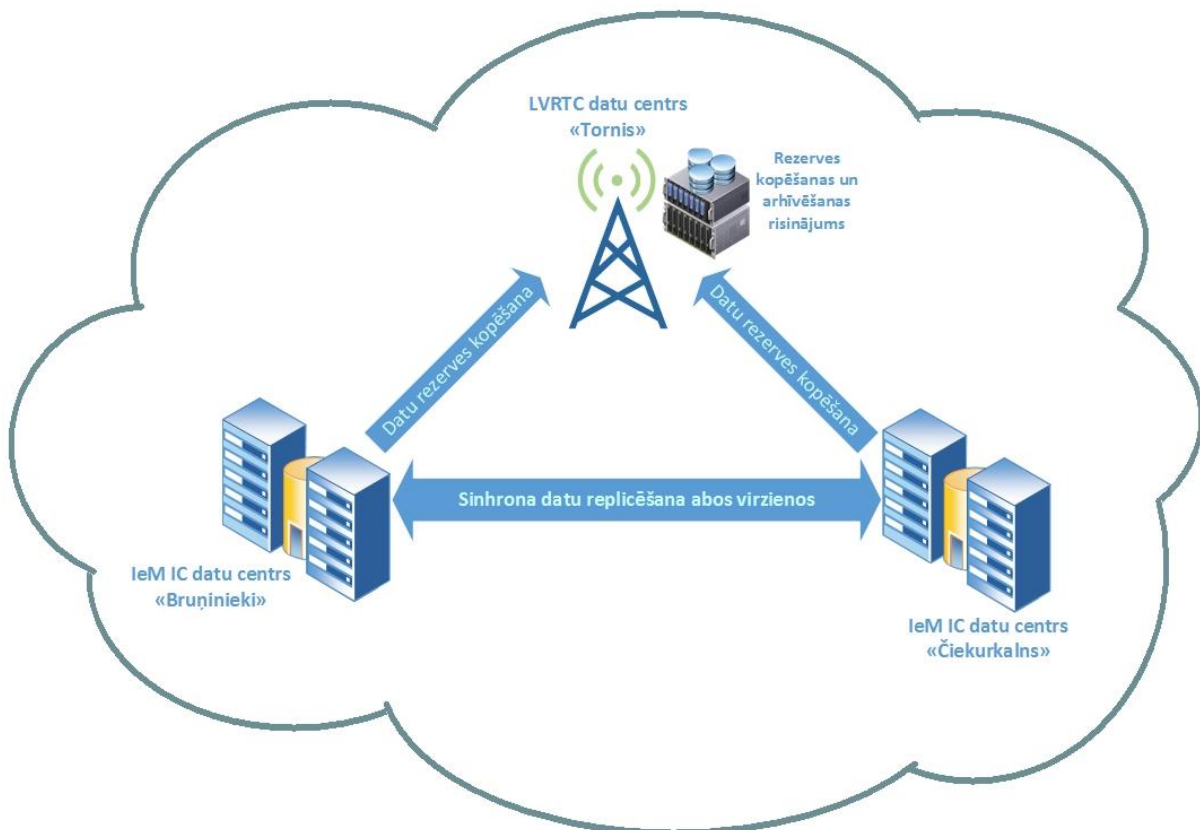 LVRTC datu centrs
«Tornis»
Rezerves
kopēšanas un
arhīvēšanas
risinājums
Datu rezerves kopēšana
Datu rezerves kopēšana
Sinhrona datu replicēšana abos virzienos
IeM IC datu centrs
«Bruņinieki»
IeM IC datu centrs
«Čiekurkalns»